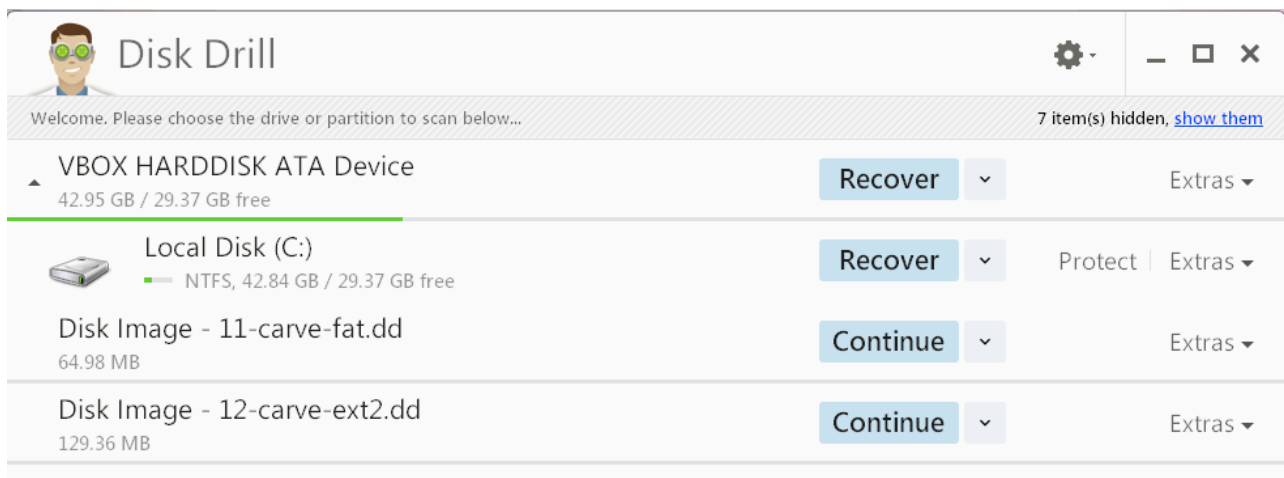 Disk Drill
Welcome. Please choose the drive or partition to scan below...
7 item(s) hidden, show them
VBOX HARDDISK ATA Device
42.95 GB / 29.37 GB free
Recover
Extras
Local Disk (C:)
NTFS, 42.84 GB / 29.37 GB free
Recover
Protect
Extras
Disk Image - 11-carve-fat.dd
64.98 MB
Continue
Extras
Disk Image - 12-carve-ext2.dd
129.36 MB
Continue
Extras